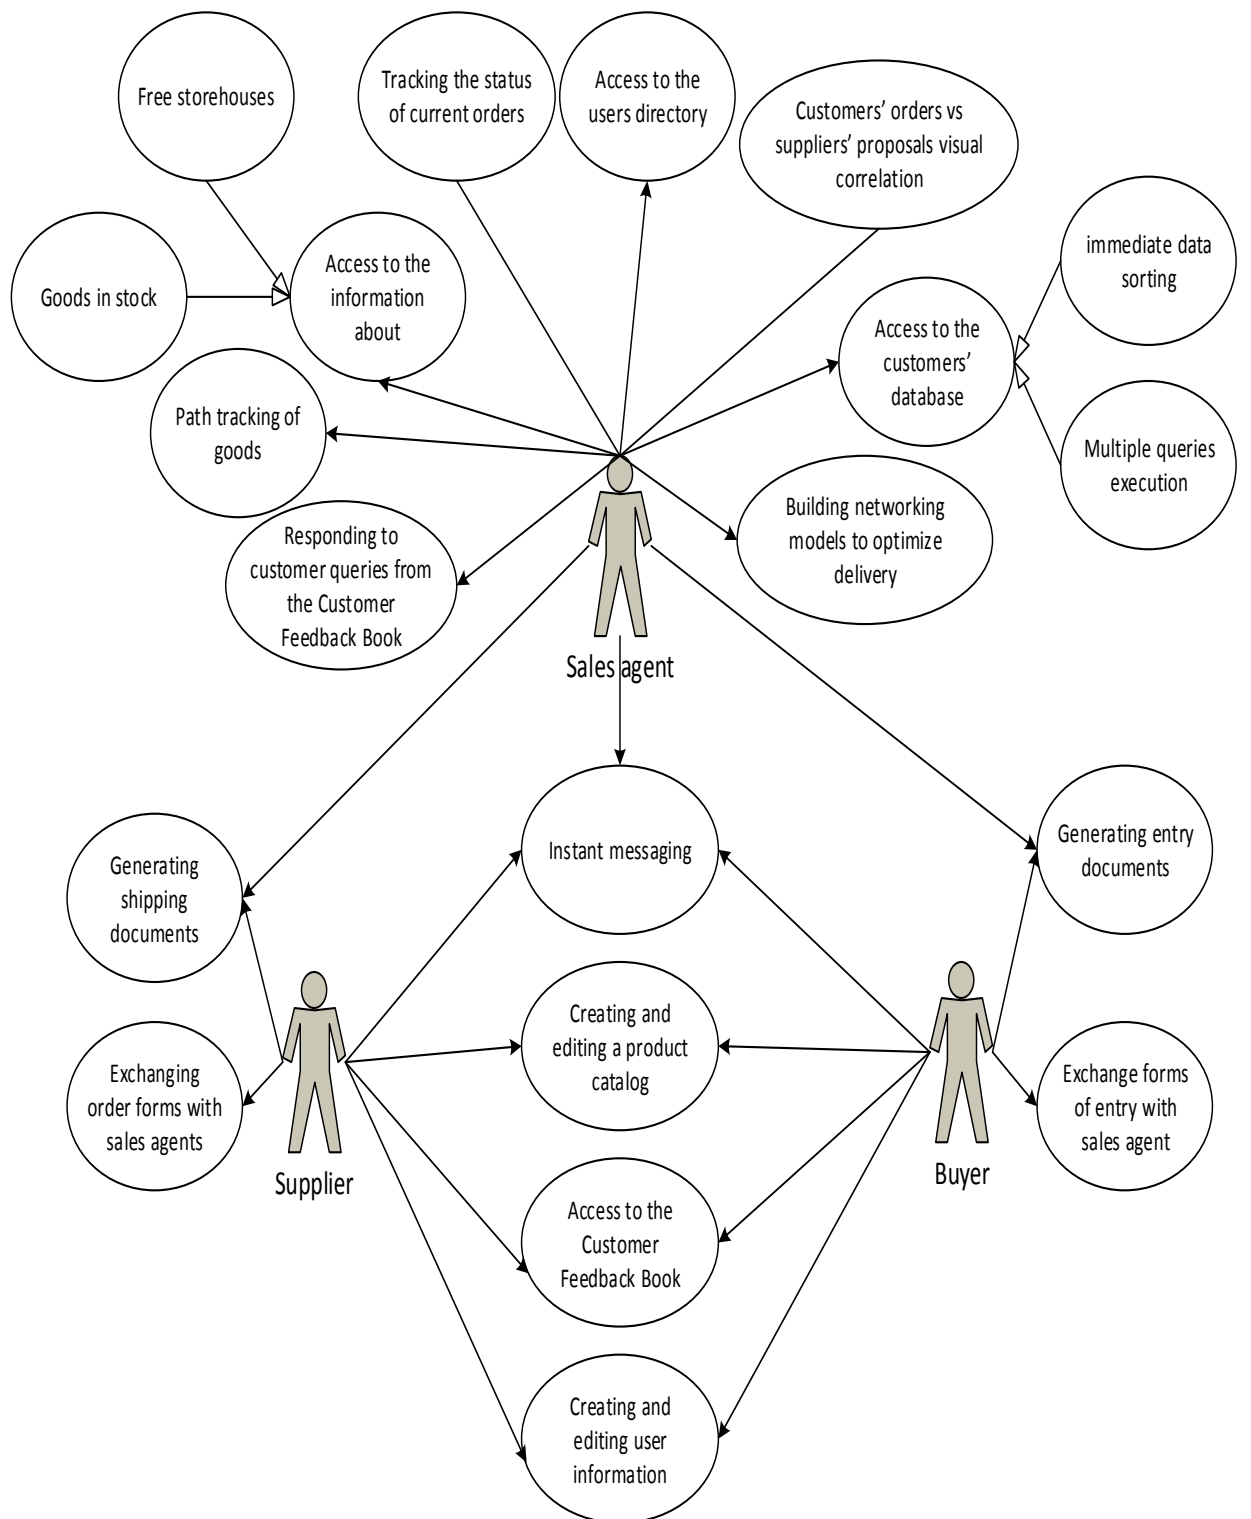 Free storehouses
Tracking the status
of current orders
Access to the
users directory
Customers' orders vs
suppliers' proposals visual
correlation
Goods in stock
Access to the
information
about
immediate data
sorting
Access to the
customers'
database
Path tracking of
goods
Multiple queries
execution
Building networking
models to optimize
delivery
Responding to
customer queries from
the Customer
Feedback Book
Sales agent
Instant messaging
Generating entry
documents
Generating
shipping
documents
Creating and
editing a product
catalog
Exchanging
order forms with
sales agents
Exchange forms
of entry with
sales agent
Supplier
Buyer
Access to the
Customer
Feedback Book
Creating and
editing user
information